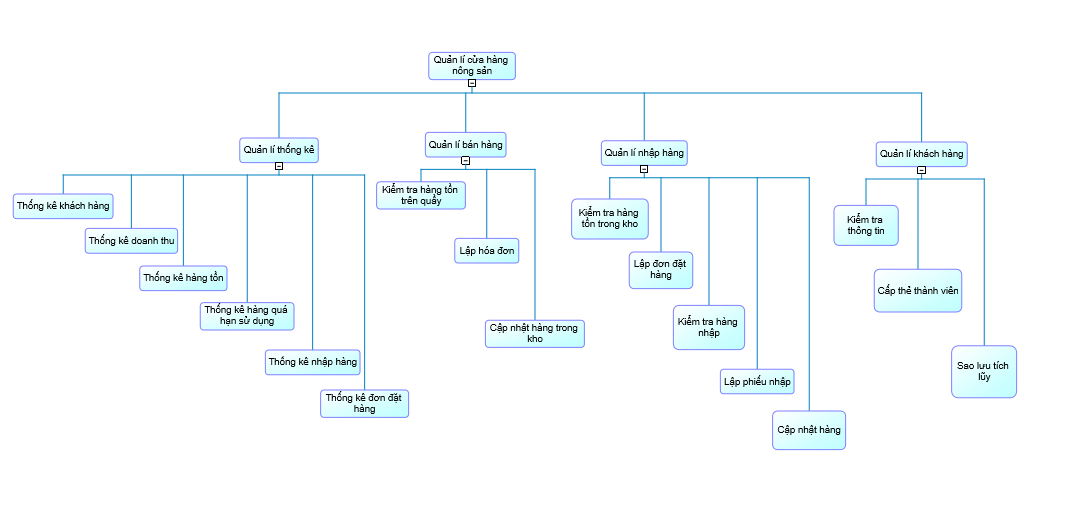 Quản lí cửa hàng
nông sản
Quản lí thống kê
Quản lí bán hàng
Quản lí nhập hàng
Quản lí khách hàng
Thống kê khách hàng
Thống kê doanh thu
Thống kê hàng tồn
Thống kê hàng quá
hạn sử dụng
Thống kê nhập hàng
Thống kê đơn đặt
hàng
Kiểm tra hàng tồn
trên quầy
Lập hóa đơn
Cập nhật hàng trong
kho
Kiểm tra hàng
tồn trong kho
Lập đơn đặt
hàng
Kiểm tra hàng
nhập
Lập phiếu nhập
Cập nhật hàng
Kiểm tra
thông tin
Cấp thẻ thành viên
Sao lưu tích
lũy